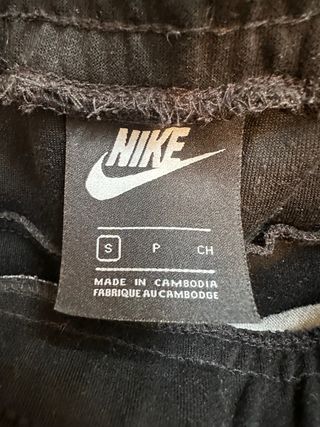 NIKE
S P CH
MADE IN CAMBODIA
FABRIQUE AU CAMBODGE